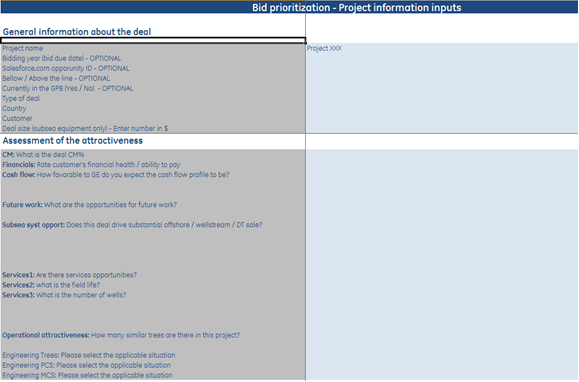 Bid prioritization - Project information inputs
General information about the deal
Project name
Project XXX
Bidding year (bid due date) - OPTIONAL
Salesforce.com opporunity ID - OPTIONAL
Bellow / Above the line - OPTIONAL
Currently in the GPB (Yes / No) - OPTIONAL
Type of deal
Country
Customer
Deal size (subsea equipment only) - Enter number in $
Assessment of the attractiveness
CM: What is the deal CM%
Financials: Rate customer's financial health / ability to pay
Cash flow: How favorable to GE do you expect the cash flow profile to be?
Future work: What are the opportunities for future work?
Subsea syst opport: Does this deal drive substantial offshore / wellstream / DT sale?
Services1: Are there services opportunities?
Services2: what is the field life?
Services3: What is the number of wells?
Operational attractiveness: How many similar trees are there in this project?
Engineering Trees: Please select the applicable situation
Engineering PCS: Please select the applicable situation
Engineering MCS: Please select the applicable situation